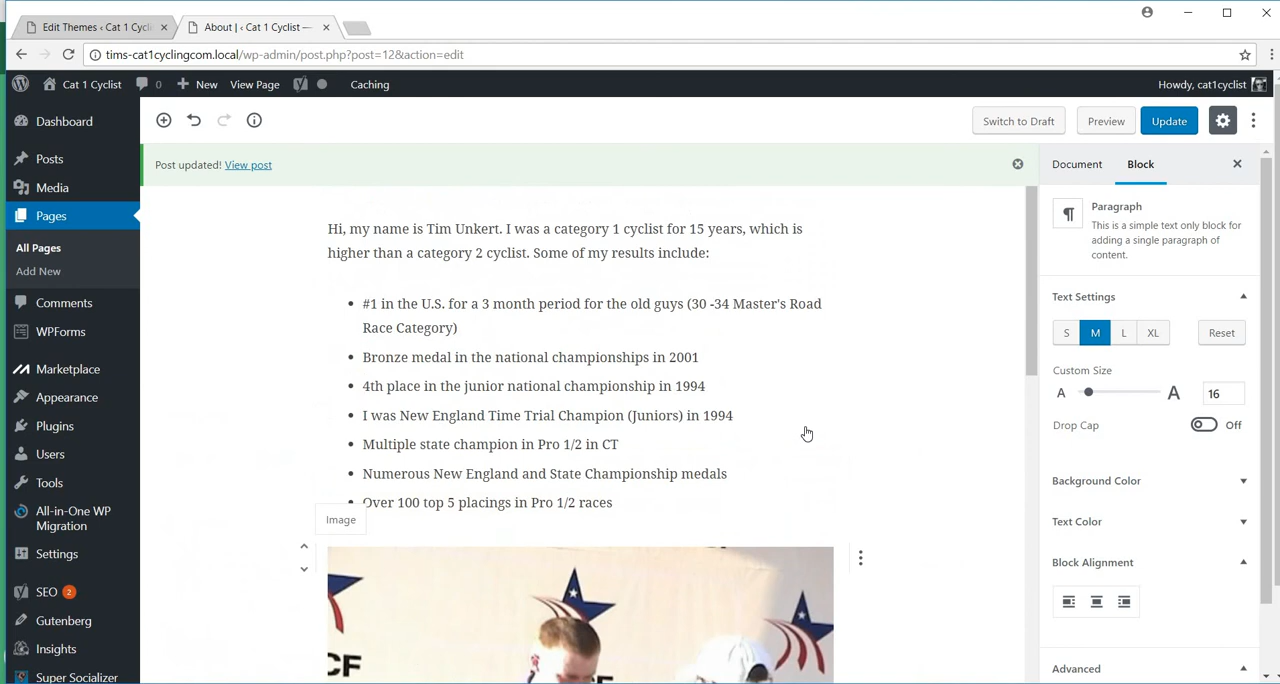 Edit Themes ‹ Cat 1 Cycli
About | ‹ Cat 1 Cyclist —
tims-cat1cyclingcom.local/wp-admin/post.php?post=12&action=edit
Cat 1 Cyclist
0
New
View Page
Caching
Howdy, cat1cyclist
Dashboard
Posts
Media
Pages
All Pages
Add New
Comments
WPForms
Marketplace
Appearance
Plugins
Users
Tools
All-in-One WP
Migration
Settings
SEO 2
Gutenberg
Insights
Super Socializer
Switch to Draft
Preview
Update
Post updated! View post
Hi, my name is Tim Unkert. I was a category 1 cyclist for 15 years, which is
higher than a category 2 cyclist. Some of my results include:
• #1 in the U.S. for a 3 month period for the old guys (30 -34 Master's Road
Race Category)
• Bronze medal in the national championships in 2001
• 4th place in the junior national championship in 1994
• I was New England Time Trial Champion (Juniors) in 1994
• Multiple state champion in Pro 1/2 in CT
• Numerous New England and State Championship medals
• Over 100 top 5 placings in Pro 1/2 races
Image
CF
Document
Block
Paragraph
This is a simple text only block for
adding a single paragraph of
content.
Text Settings
S M L XL
Reset
Custom Size
A A 16
Drop Cap
Off
Background Color
Text Color
Block Alignment
Advanced